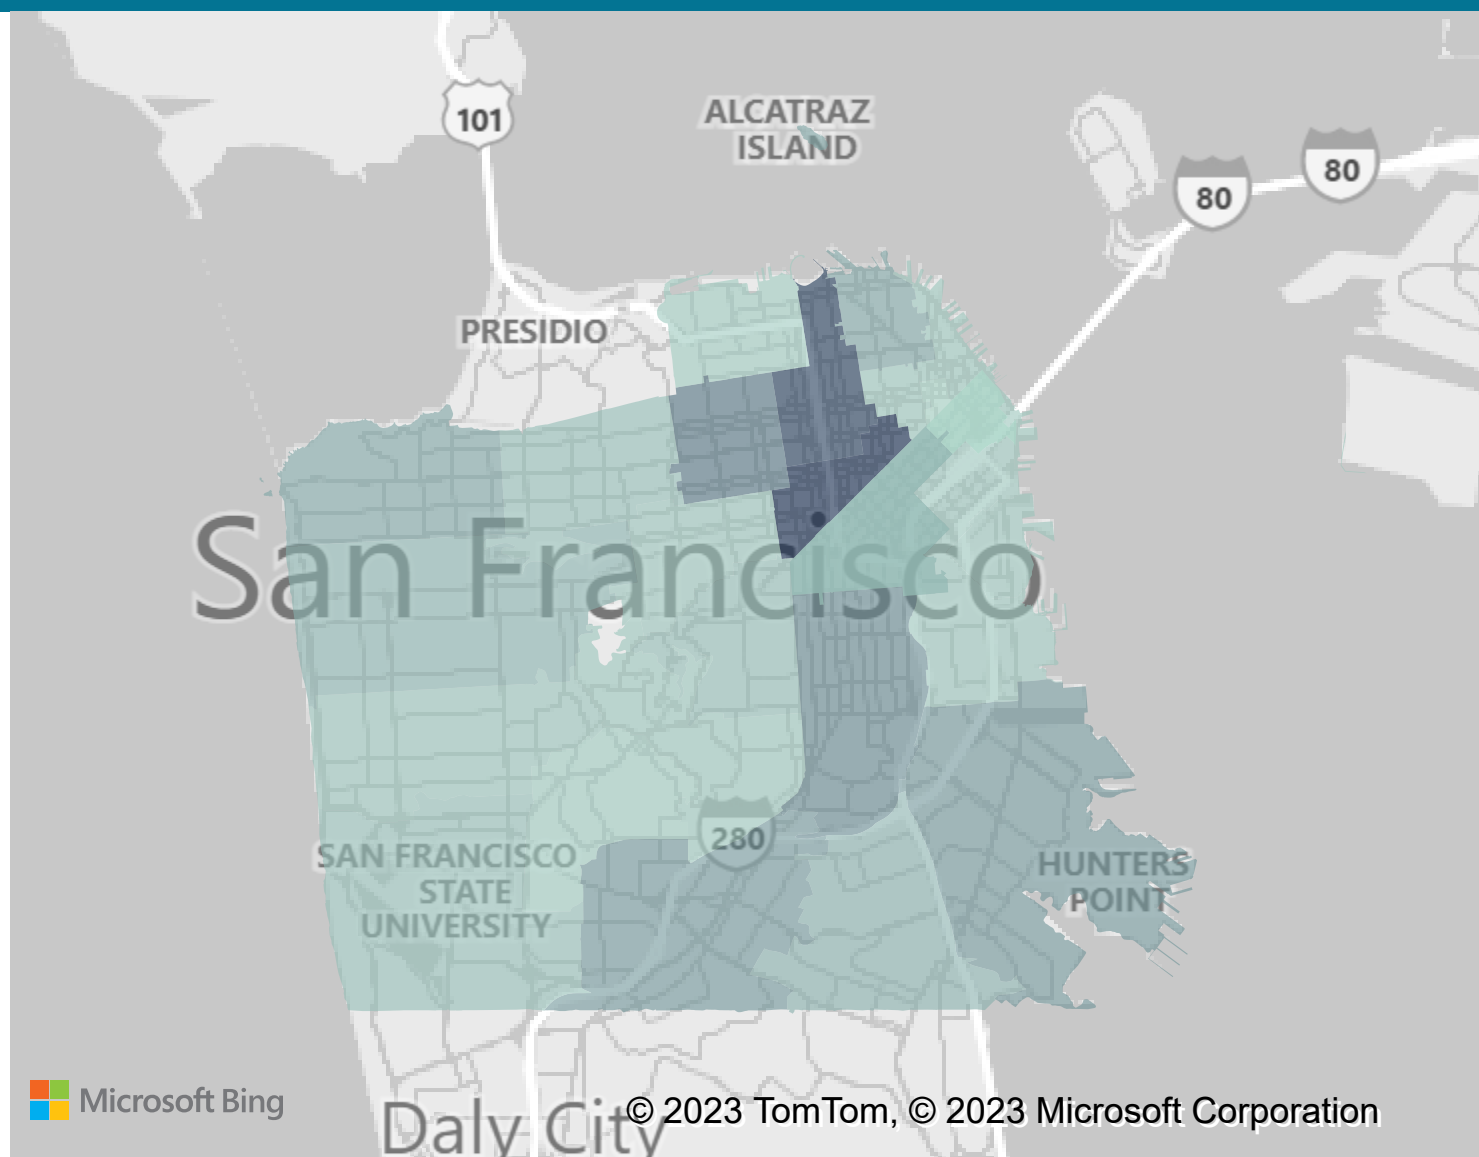 101
ALCATRAZ
ISLAND
80
80
PRESIDIO
San Francisco
280
SAN FRANCISCO
STATE
UNIVERSITY
HUNTERS
POINT
Microsoft Bing
Daly City
© 2023 TomTom, © 2023 Microsoft Corporation